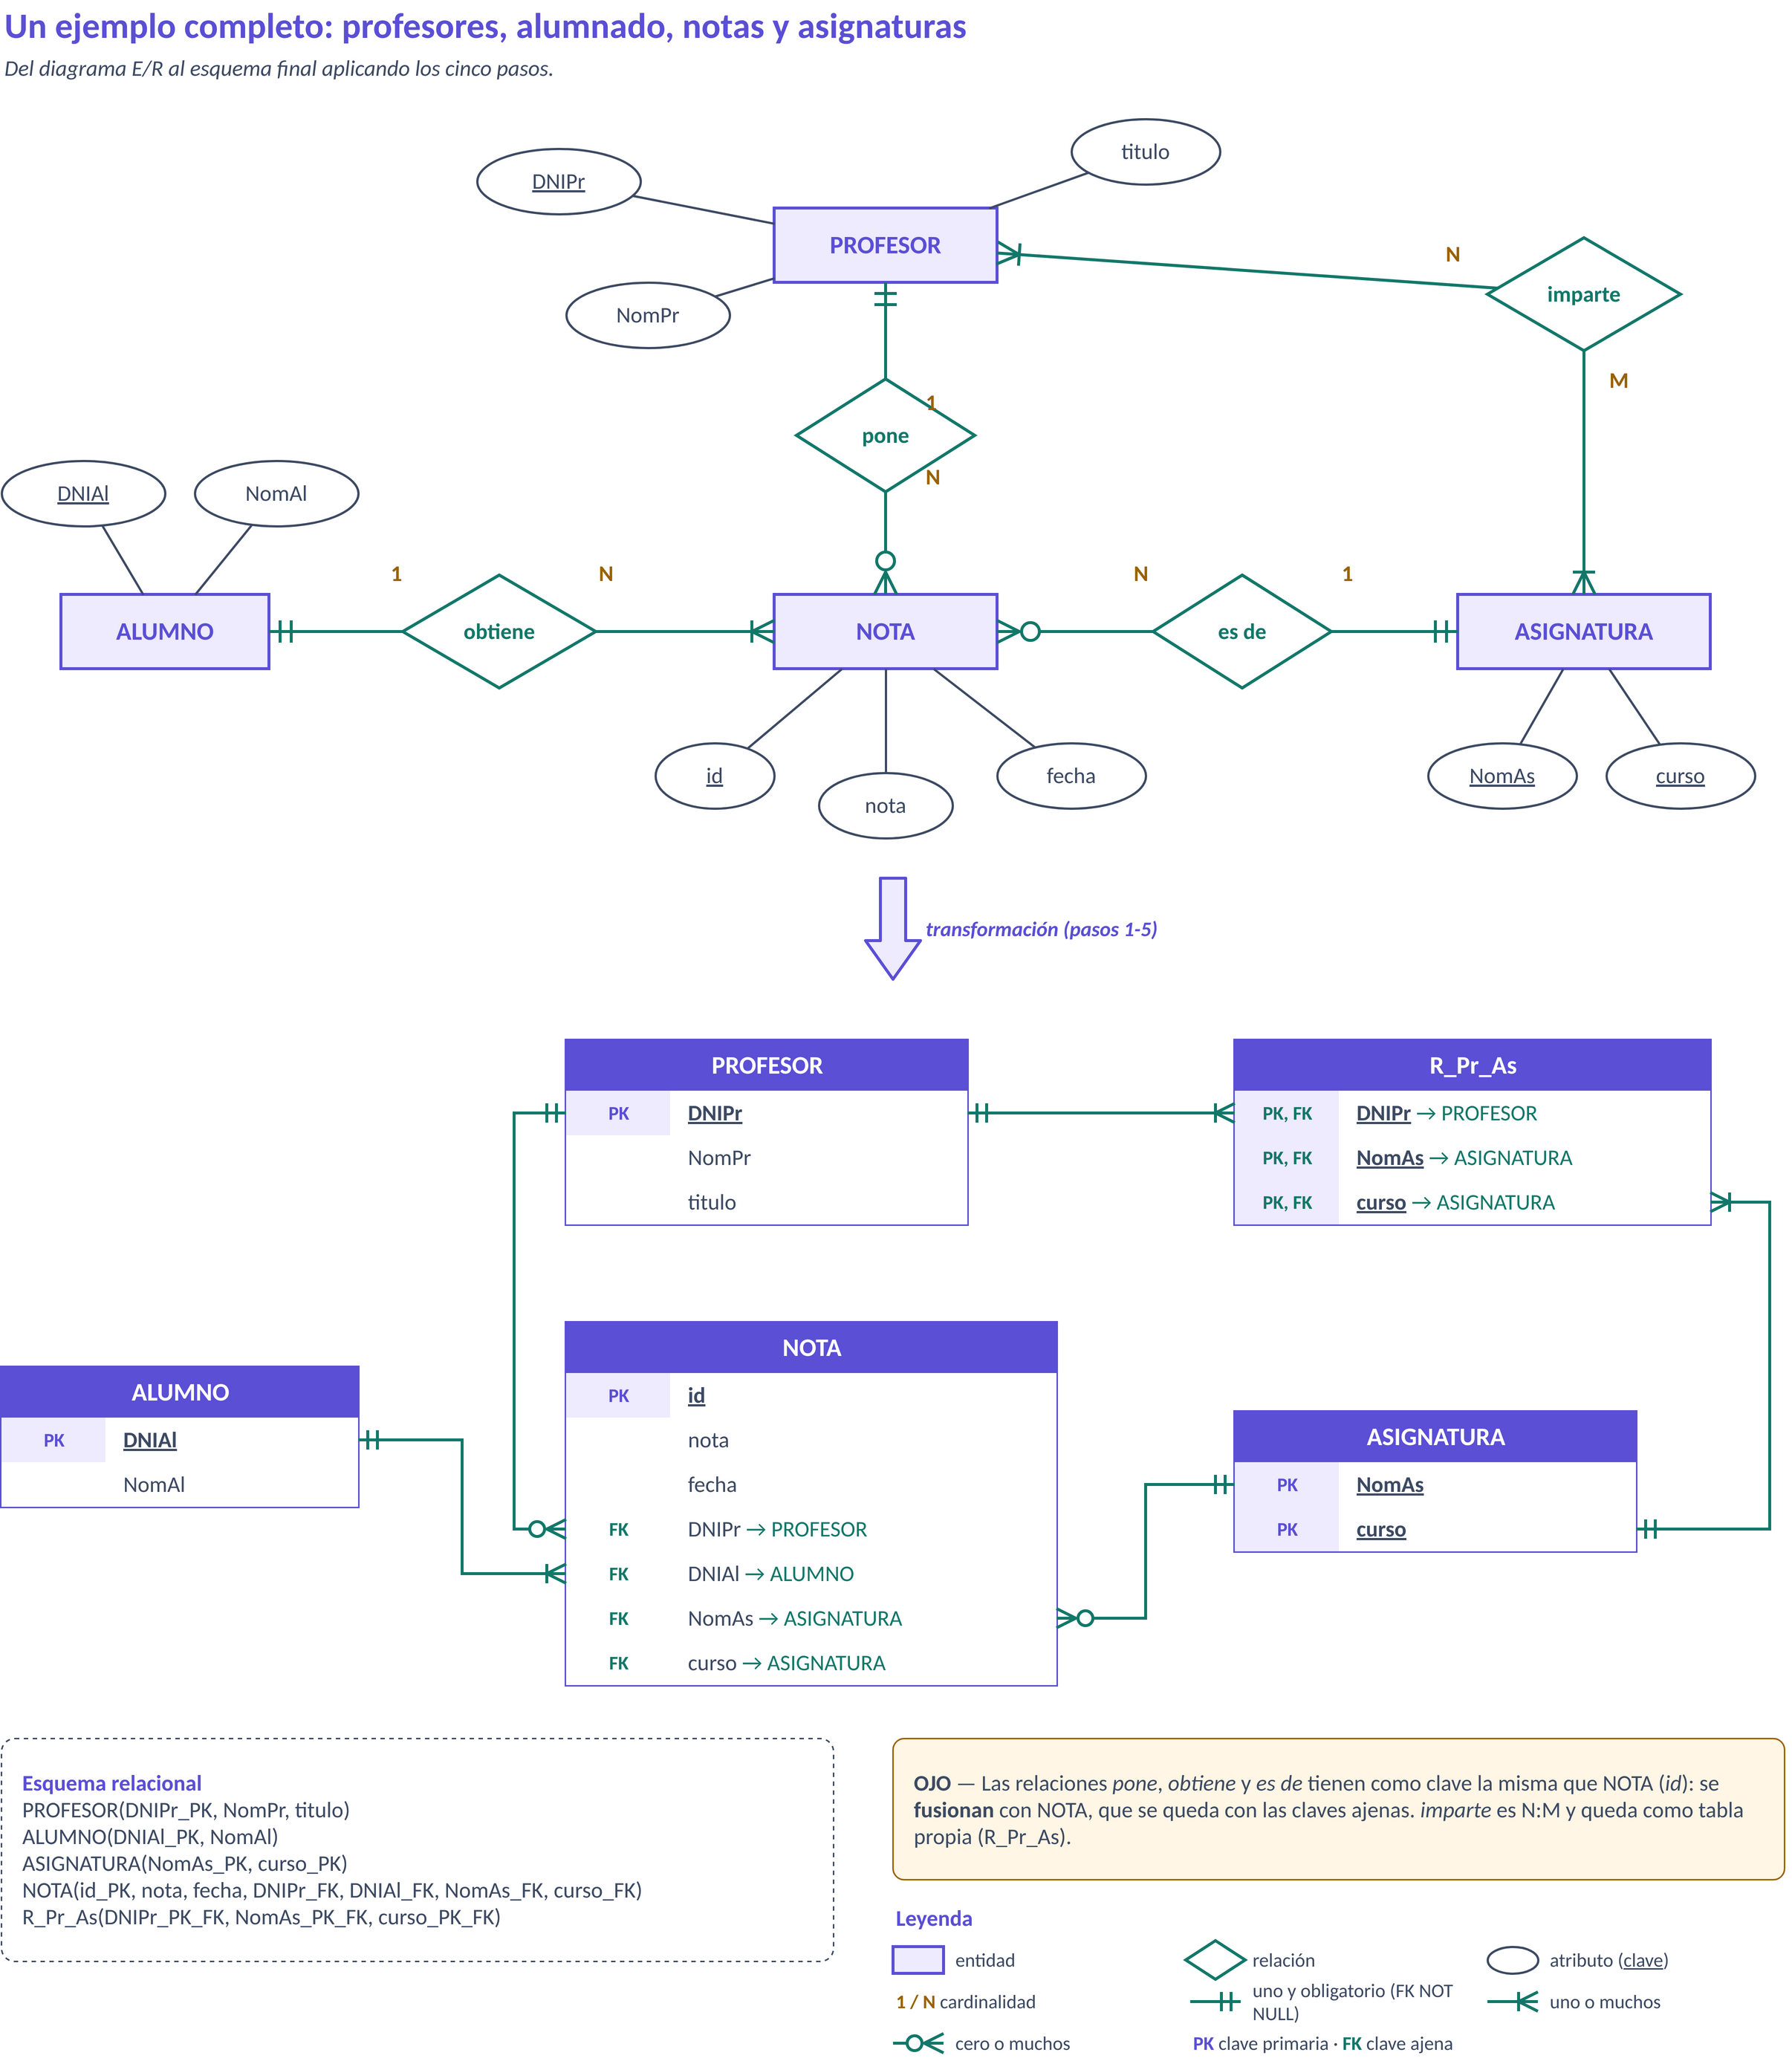 Un ejemplo completo: profesores, alumnado, notas y asignaturas
Del diagrama E/R al esquema final aplicando los cinco pasos.
titulo
DNIPr
PROFESOR
N
imparte
NomPr
M
1
pone
N
DNIAl
NomAl
1
N
N
1
ALUMNO
obtiene
NOTA
es de
ASIGNATURA
id
nota
fecha
NomAs
curso
transformación (pasos 1-5)
PROFESOR
PK DNIPr
NomPr
titulo
R_Pr_As
PK, FK DNIPr → PROFESOR
PK, FK NomAs → ASIGNATURA
PK, FK curso → ASIGNATURA
NOTA
PK id
nota
fecha
FK DNIPr → PROFESOR
FK DNIAl → ALUMNO
FK NomAs → ASIGNATURA
FK curso → ASIGNATURA
ALUMNO
PK DNIAl
NomAl
ASIGNATURA
PK NomAs
PK curso
Esquema relacional
PROFESOR(DNIPr_PK, NomPr, titulo)
ALUMNO(DNIAl_PK, NomAl)
ASIGNATURA(NomAs_PK, curso_PK)
NOTA(id_PK, nota, fecha, DNIPr_FK, DNIAl_FK, NomAs_FK, curso_FK)
R_Pr_As(DNIPr_PK_FK, NomAs_PK_FK, curso_PK_FK)
OJO — Las relaciones pone, obtiene y es de tienen como clave la misma que NOTA (id): se
fusionan con NOTA, que se queda con las claves ajenas. imparte es N:M y queda como tabla
propia (R_Pr_As).
Leyenda
entidad
relación
atributo (clave)
1 / N cardinalidad
uno y obligatorio (FK NOT
NULL)
uno o muchos
cero o muchos
PK clave primaria · FK clave ajena